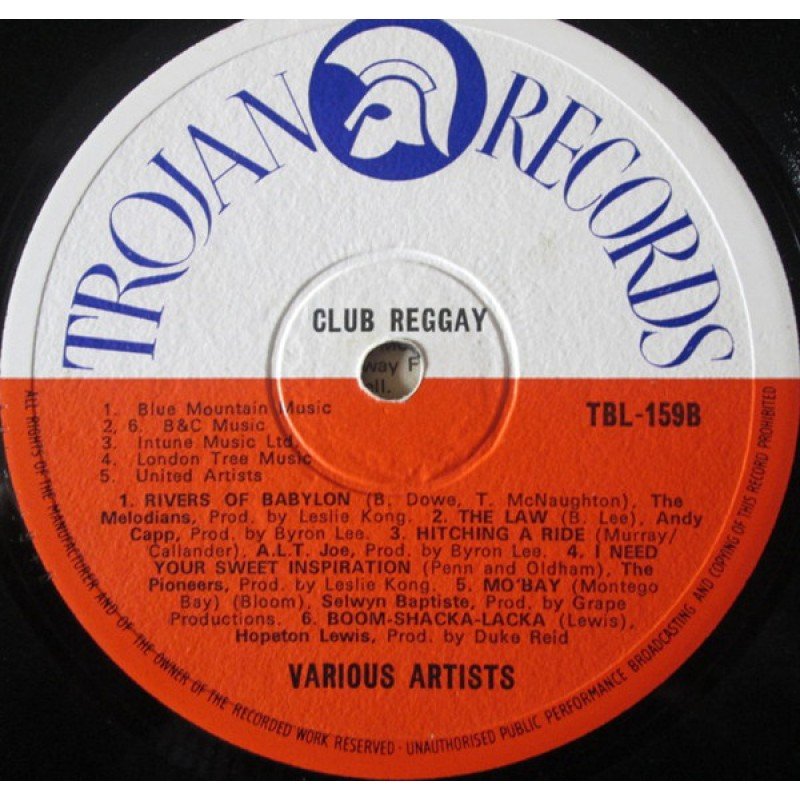 TROJAN RECORDS
CLUB REGGAY
way F
TBL-159B
1. Blue Mountain Music
2, 6. B&C Music
3. Intune Music Ltd
4. London Tree Music
5. United Artists
1. RIVERS OF BABYLON (B. Dowe, T. McNaughton), The
Melodians, Prod. by Leslie Kong. 2. THE LAW (B. Lee), Andy
Capp, Prod. by Byron Lee. 3. HITCHING A RIDE (Murray/
Callander). A.L.T. Joe, Prod. by Byron Lee. 4. I NEED
YOUR SWEET INSPIRATION (Penn and Oldham), The
Pioneers, Prod. by Leslie Kong. 5. MO'BAY (Montego
Bay) (Bloom), Selwyn Baptiste, Prod. by Grape
Productions. 6. BOOM-SHACKA-LACKA (Lewis),
Hopeton Lewis, Prod. by Duke Reid
VARIOUS ARTISTS
ALL RIGHTS OF THE MANUFACTURER AND OF THE OWNER OF THE RECORDED WORK RESERVED - UNAUTHORISED PUBLIC PERFORMANCE BROADCASTING AND COPYING OF THIS RECORD PROHIBITED